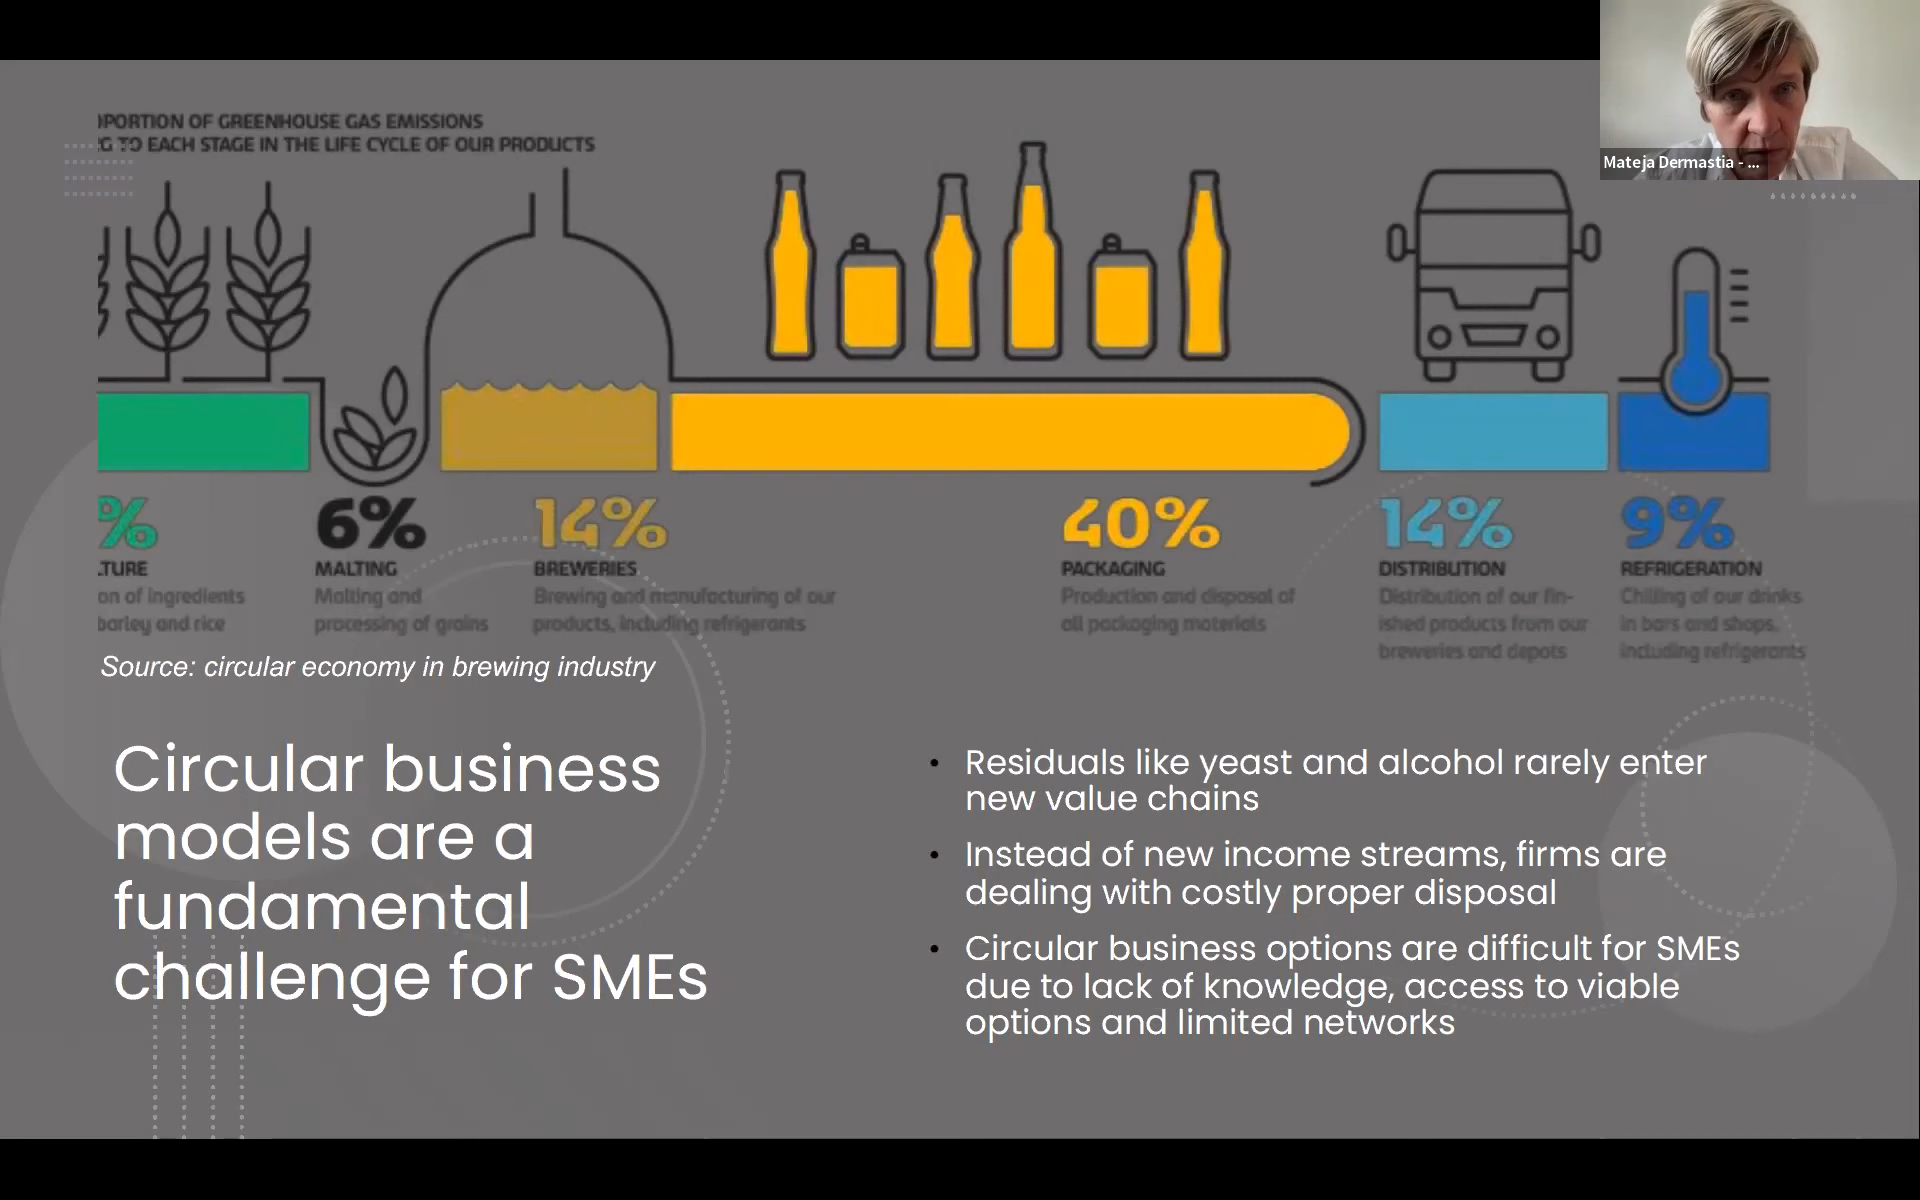 Mateja Dermastia - ...
PORTION OF GREENHOUSE GAS EMISSIONS
G TO EACH STAGE IN THE LIFE CYCLE OF OUR PRODUCTS
%
LTURE
on of ingredients
barley and rice
6%
MALTING
Malting and
processing of grains
14%
BREWERIES
Brewing and manufacturing of our
products, including refrigerants
40%
PACKAGING
Production and disposal of
all packaging materials
14%
DISTRIBUTION
Distribution of our fin-
ished products from our
breweries and depots
9%
REFRIGERATION
Chilling of our drinks
in bars and shops,
including refrigerants
Source: circular economy in brewing industry
Circular business
models are a
fundamental
challenge for SMEs
• Residuals like yeast and alcohol rarely enter
new value chains
• Instead of new income streams, firms are
dealing with costly proper disposal
• Circular business options are difficult for SMEs
due to lack of knowledge, access to viable
options and limited networks